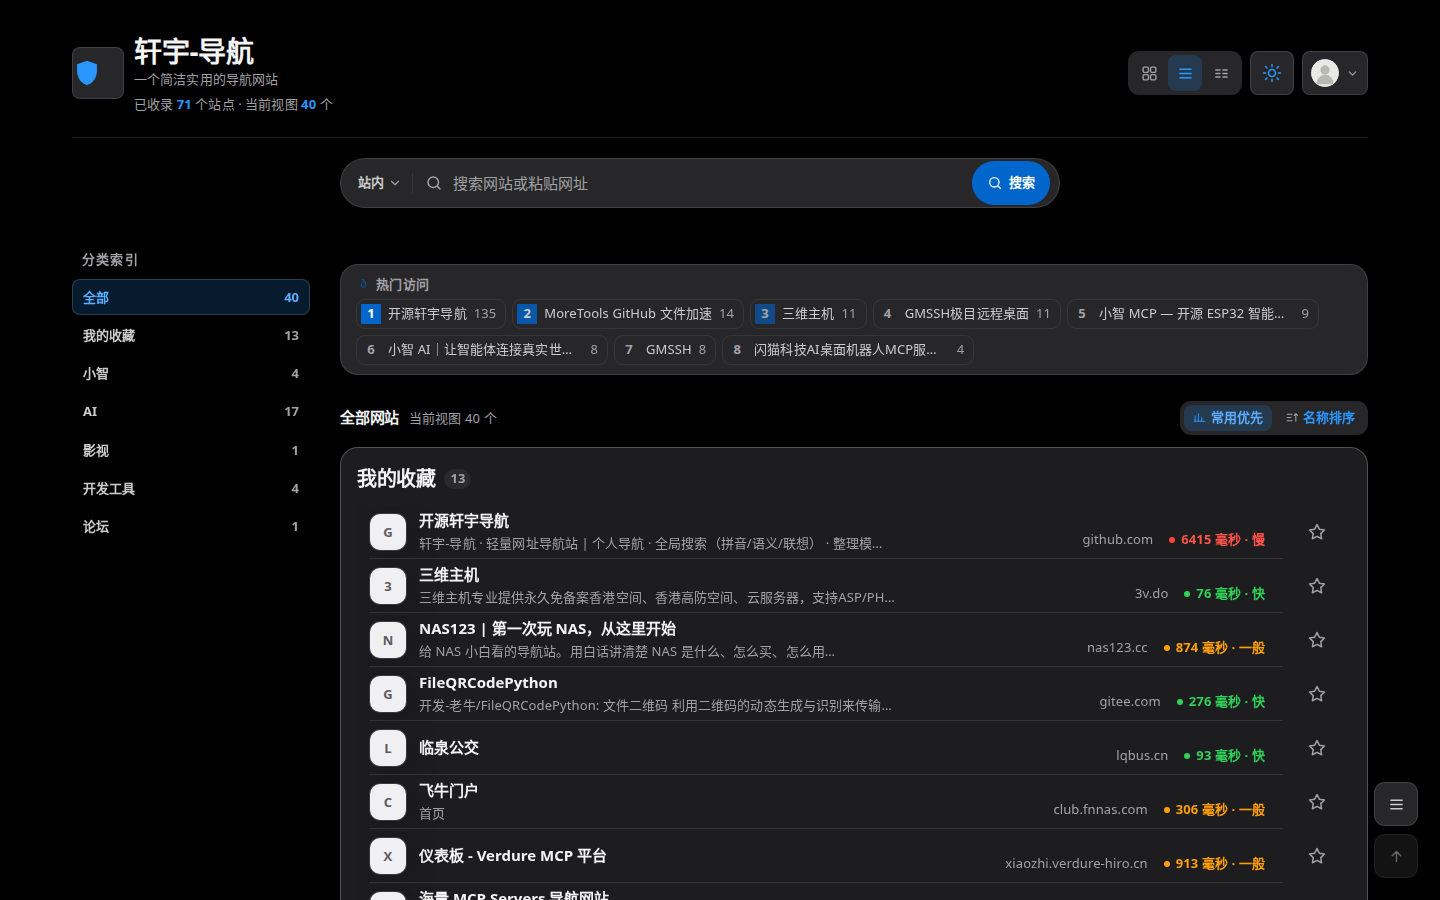 轩宇-导航
一个简洁实用的导航网站
已收录 71 个站点 · 当前视图 40 个
站内
搜索网站或粘贴网址
搜索
分类索引
全部 40
我的收藏 13
小智 4
AI 17
影视 1
开发工具 4
论坛 1
热门访问
1 开源轩宇导航 135
2 MoreTools GitHub 文件加速 14
3 三维主机 11
4 GMSSH极目远程桌面 11
5 小智 MCP — 开源 ESP32 智能... 9
6 小智 AI｜让智能体连接真实世... 8
7 GMSSH 8
8 闪猫科技AI桌面机器人MCP服... 4
全部网站 当前视图 40 个
常用优先
名称排序
我的收藏 13
G
开源轩宇导航
轩宇-导航 · 轻量网址导航站 | 个人导航 · 全局搜索（拼音/语义/联想） · 整理模...
github.com 6415 毫秒 · 慢
3
三维主机
三维主机专业提供永久免备案香港空间、香港高防空间、云服务器，支持ASP/PH...
3v.do 76 毫秒 · 快
N
NAS123 | 第一次玩 NAS，从这里开始
给 NAS 小白看的导航站。用白话讲清楚 NAS 是什么、怎么买、怎么用...
nas123.cc 874 毫秒 · 一般
G
FileQRCodePython
开发-老牛/FileQRCodePython: 文件二维码 利用二维码的动态生成与识别来传输...
gitee.com 276 毫秒 · 快
L
临泉公交
lqbus.cn 93 毫秒 · 快
C
飞牛门户
首页
club.fnnas.com 306 毫秒 · 一般
X
仪表板 - Verdure MCP 平台
xiaozhi.verdure-hiro.cn 913 毫秒 · 一般
海量 MCP Servers 导航网站